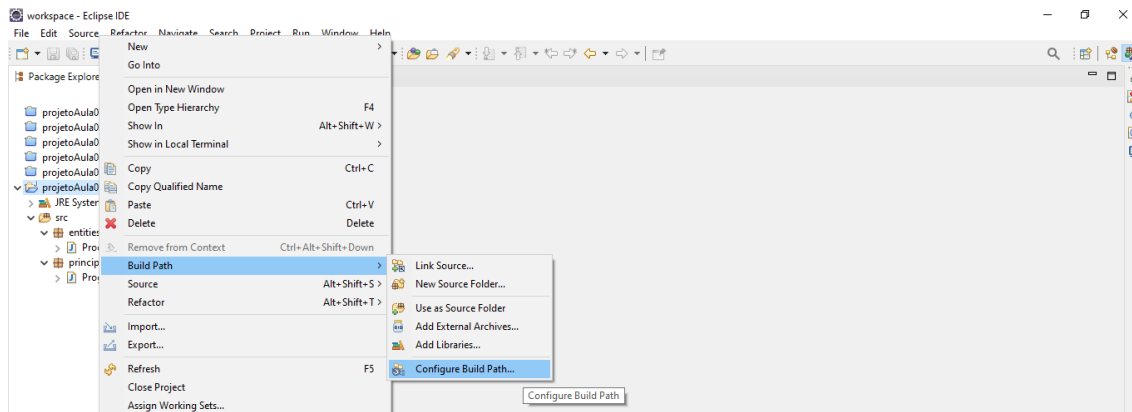 workspace - Eclipse IDE
File Edit Source Refactor Navigate Search Project Run Window Help
Package Explore
projetoAula0
projetoAula0
projetoAula0
projetoAula0
projetoAula0
projetoAula0
JRE System
src
entities
Pro
princip
Pro
New
Go Into
Open in New Window
Open Type Hierarchy F4
Show In Alt+Shift+W
Show in Local Terminal
Copy Ctrl+C
Copy Qualified Name
Paste Ctrl+V
Delete Delete
Remove from Context Ctrl+Alt+Shift+Down
Build Path
Source Alt+Shift+S
Refactor Alt+Shift+T
Import...
Export...
Refresh F5
Close Project
Assign Working Sets...
Link Source...
New Source Folder...
Use as Source Folder
Add External Archives...
Add Libraries...
Configure Build Path...
Configure Build Path